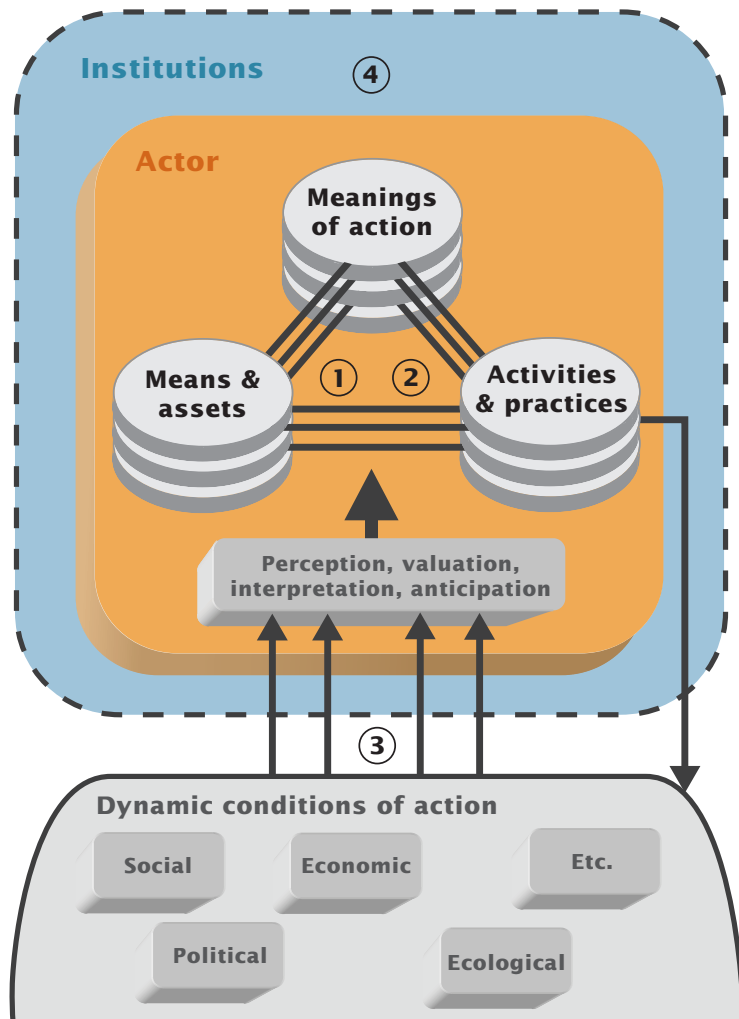 Institutions
④
Actor
Meanings
of action
①
②
Means &
assets
Activities
& practices
Perception, valuation,
interpretation, anticipation
③
Dynamic conditions of action
Social
Economic
Etc.
Political
Ecological